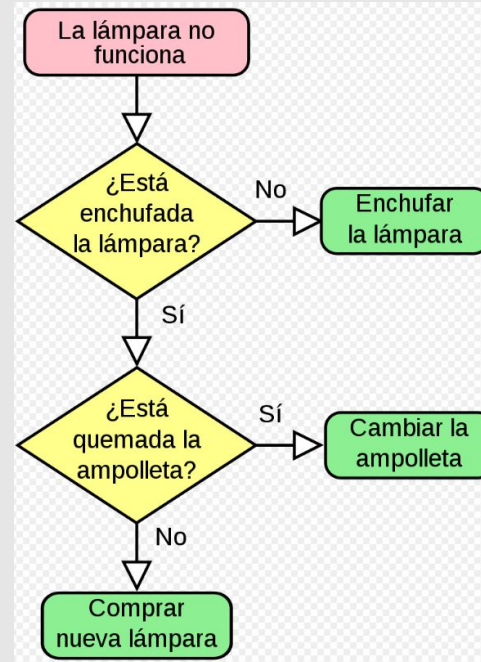 La lámpara no
funciona
¿Está
enchufada
la lámpara?
No
Enchufar
la lámpara
Sí
¿Está
quemada la
ampolleta?
Sí
Cambiar la
ampolleta
No
Comprar
nueva lámpara